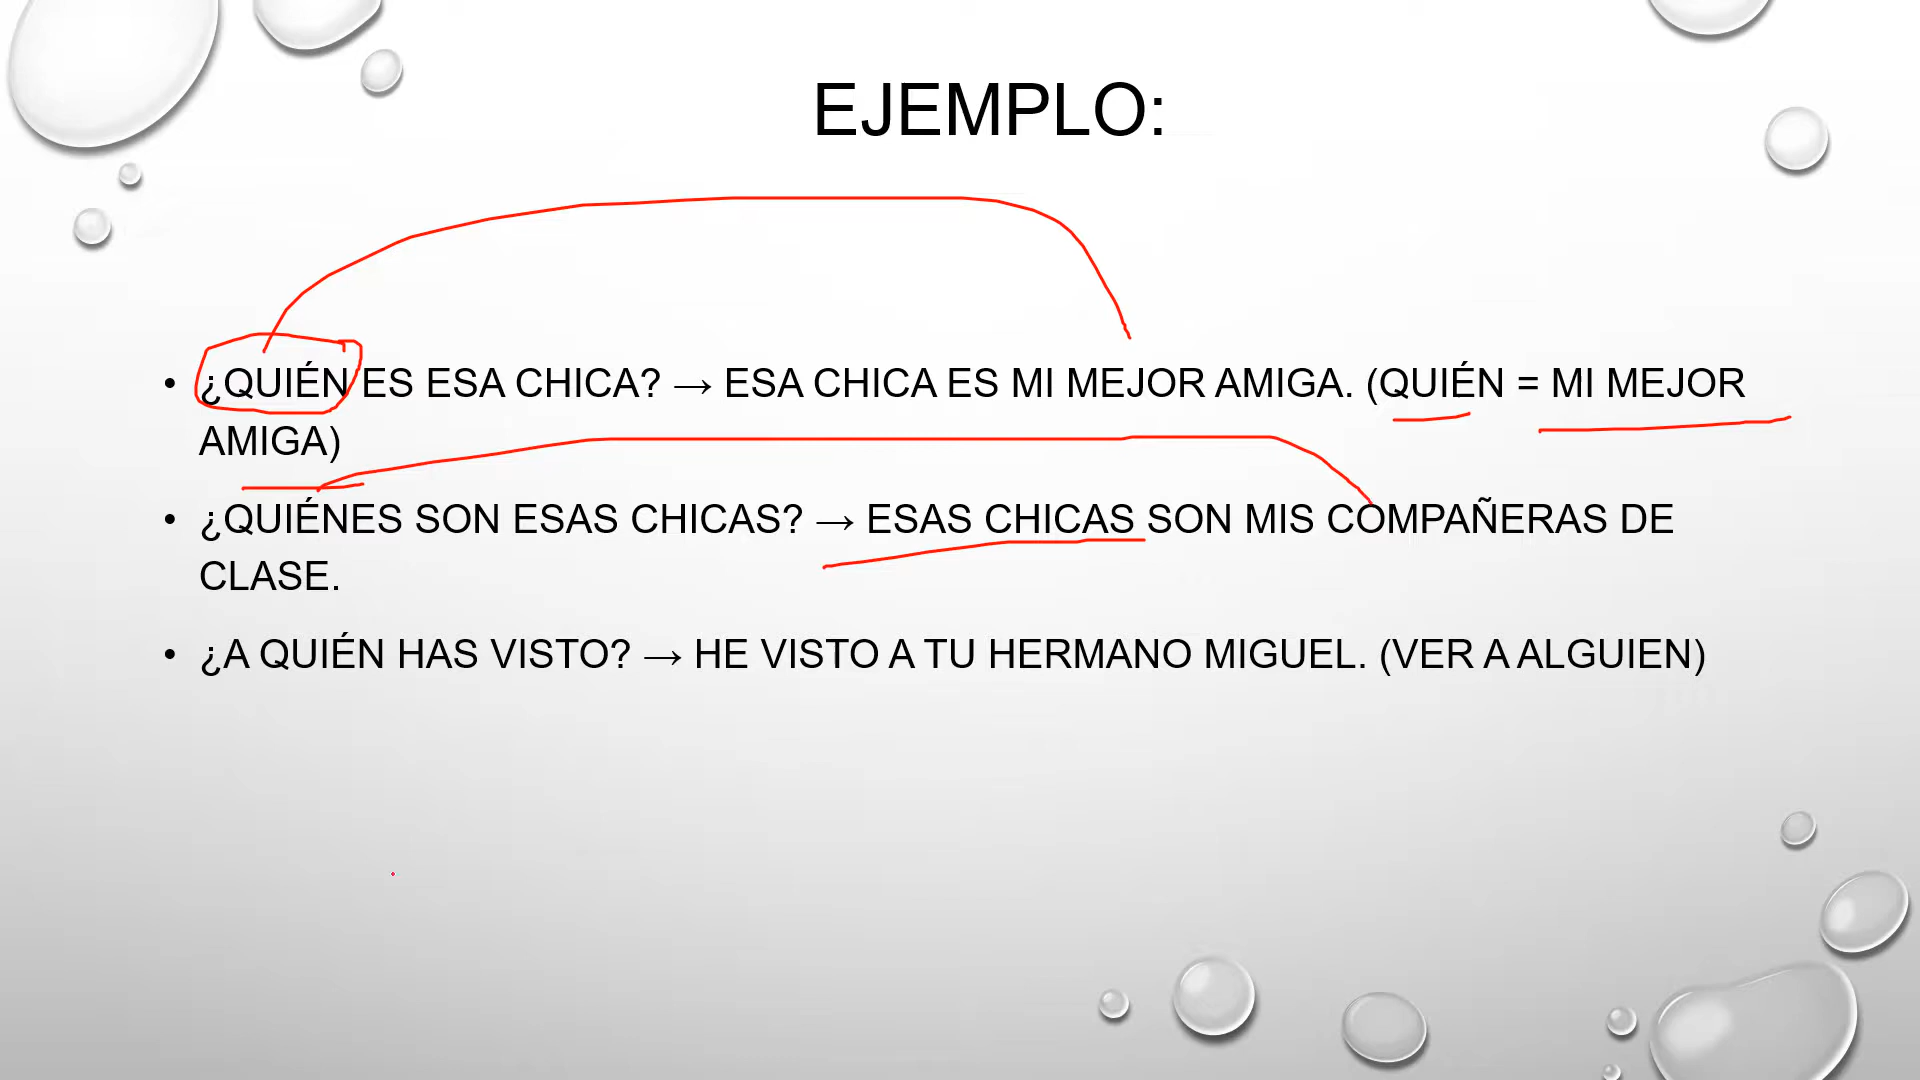 EJEMPLO:
• ¿QUIÉN ES ESA CHICA? → ESA CHICA ES MI MEJOR AMIGA. (QUIÉN = MI MEJOR
AMIGA)
• ¿QUIÉNES SON ESAS CHICAS? → ESAS CHICAS SON MIS COMPAÑERAS DE
CLASE.
• ¿A QUIÉN HAS VISTO? → HE VISTO A TU HERMANO MIGUEL. (VER A ALGUIEN)